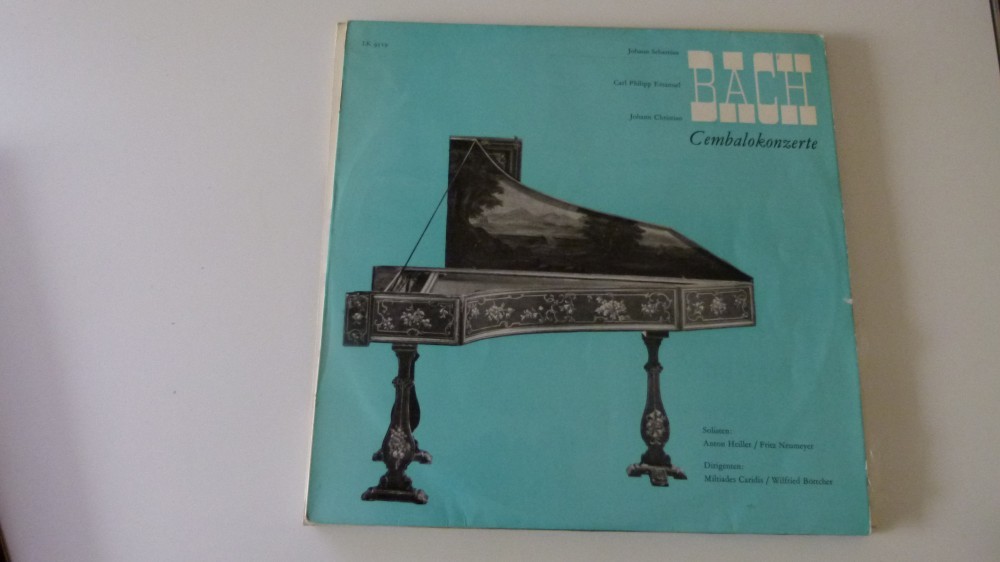 Johann Sebastian
Carl Philipp Emanuel
Johann Christian
BACH
Cembalokonzerte
Solisten:
Anton Heiller / Fritz Neumeyer
Dirigenten:
Miltiades Caridis / Wilfried Böttcher